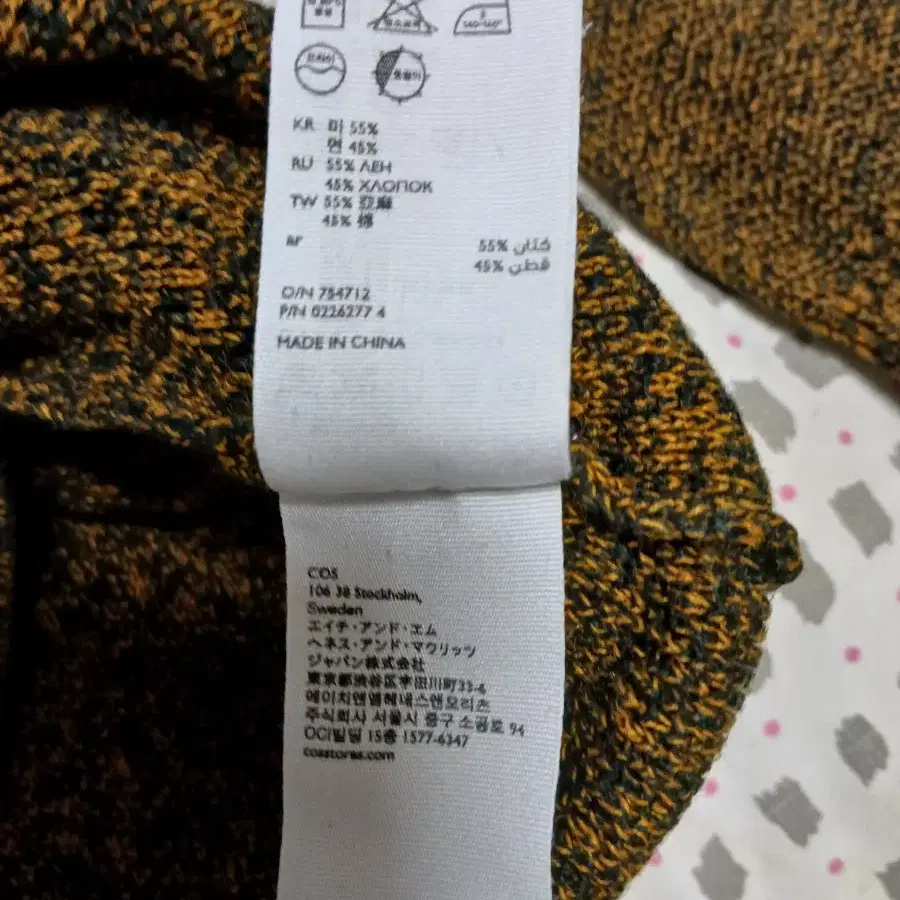 드라이
KR 마 55%
면 45%
RU 55% ЛЕН
45% ХЛОПОК
TW 55% 亞麻
45% 棉
AR
55% كتان
45% قطن
O/N 754712
P/N 0226277 4
MADE IN CHINA
COS
106 38 Stockholm,
Sweden
エイチ・アンド・エム
ヘネス・アンド・マウリッツ
ジャパン株式会社
東京都渋谷区宇田川町33-6
에이치앤엠헤네스앤모리츠
주식회사 서울시 중구 소공로 94
OCI빌딩 15층 1577-6347
cosstores.com